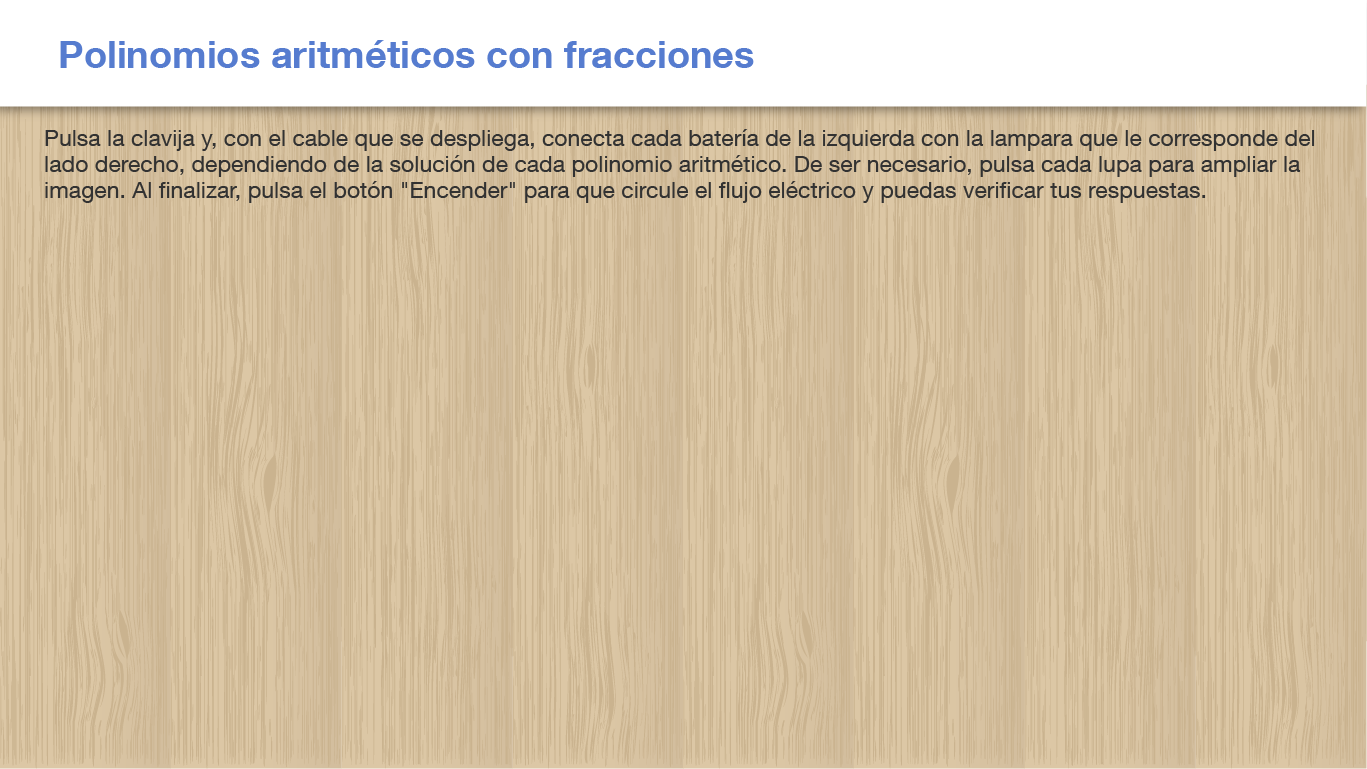 Polinomios aritméticos con fracciones
Pulsa la clavija y, con el cable que se despliega, conecta cada batería de la izquierda con la lampara que le corresponde del
lado derecho, dependiendo de la solución de cada polinomio aritmético. De ser necesario, pulsa cada lupa para ampliar la
imagen. Al finalizar, pulsa el botón "Encender" para que circule el flujo eléctrico y puedas verificar tus respuestas.